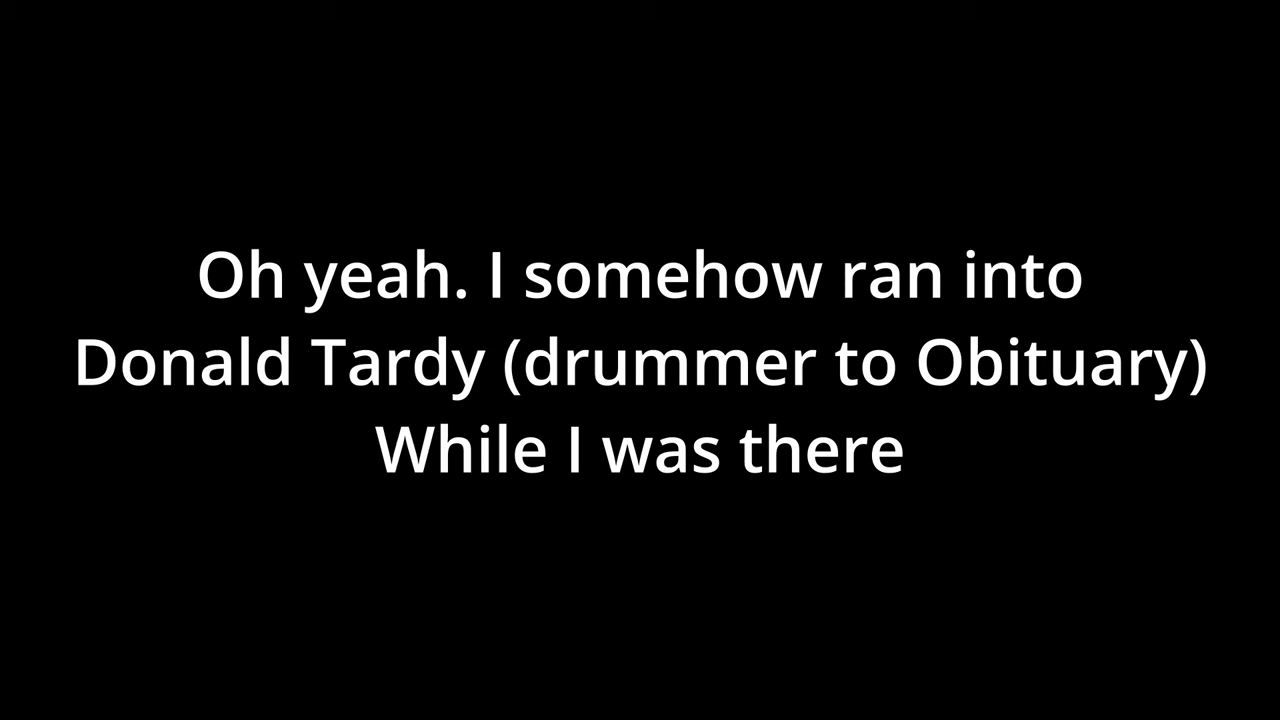 Oh yeah. I somehow ran into
Donald Tardy (drummer to Obituary)
While I was there